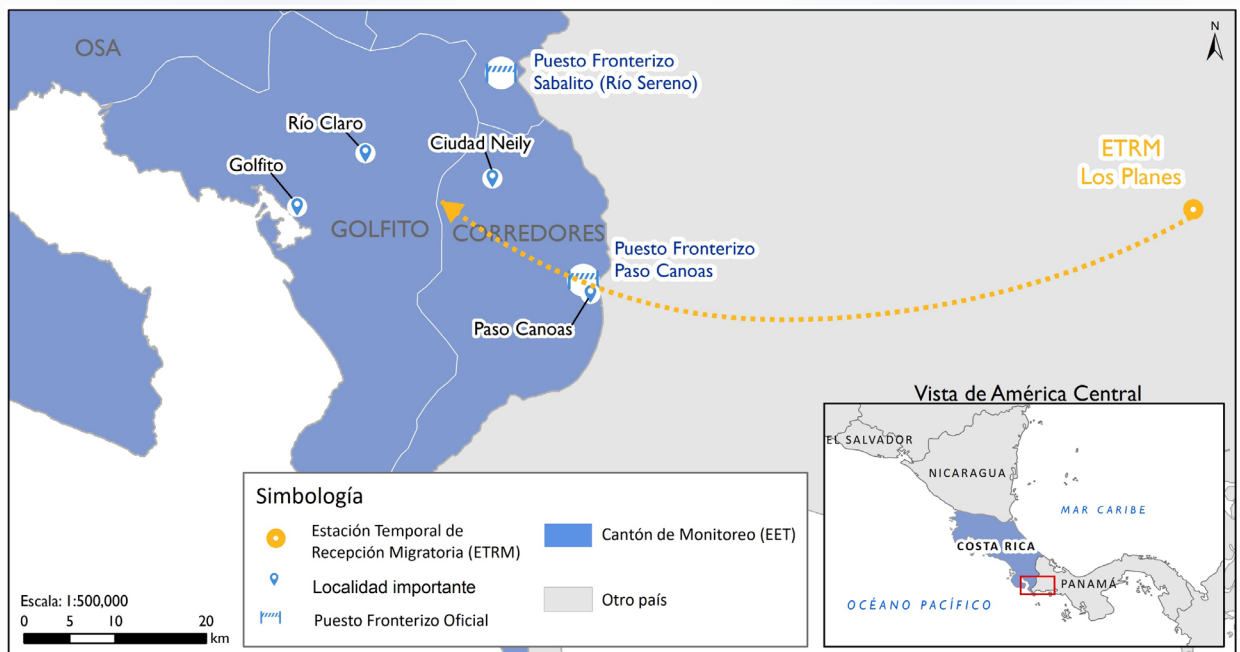 N
OSA
Puesto Fronterizo
Sabalito (Río Sereno)
Río Claro
Ciudad Neily
Golfito
ETRM
Los Planes
GOLFITO
CORREDORES
Puesto Fronterizo
Paso Canoas
Paso Canoas
Vista de América Central
EL SALVADOR
NICARAGUA
MAR CARIBE
COSTA RICA
PANAMÁ
OCÉANO PACÍFICO
Simbología
Estación Temporal de
Recepción Migratoria (ETRM)
Localidad importante
Puesto Fronterizo Oficial
Cantón de Monitoreo (EET)
Otro país
Escala: 1:500,000
0 5 10 20
km